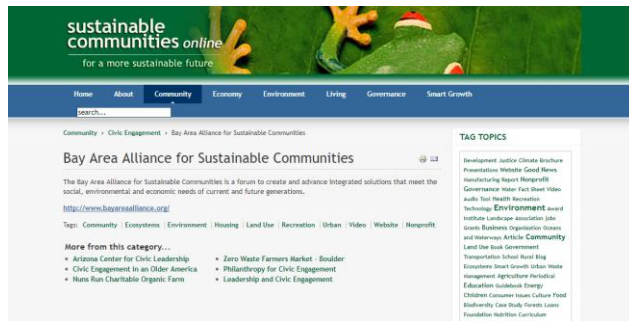 sustainable
communities online
for a more sustainable future
Home About Community Economy Environment Living Governance Smart Growth
search...
Community • Civic Engagement • Bay Area Alliance for Sustainable Communities
Bay Area Alliance for Sustainable Communities
The Bay Area Alliance for Sustainable Communities is a forum to create and advance integrated solutions that meet the
social, environmental and economic needs of current and future generations.
http://www.bayareaalliance.org/
Tags: Community | Ecosystems | Environment | Housing | Land Use | Recreation | Urban | Video | Website | Nonprofit
More from this category...
Arizona Center for Civic Leadership
Civic Engagement in an Older America
Nuns Run Charitable Organic Farm
Zero Waste Farmers Market - Boulder
Philanthropy for Civic Engagement
Leadership and Civic Engagement
TAG TOPICS
Development Justice Climate Brochure
Presentations Website Good News
Manufacturing Report Nonprofit
Governance Water Fact Sheet Video
Audio Tool Health Recreation
Technology Environment Award
Institute Landscape Association Jobs
Grants Business Organization Oceans
and Waterways Article Community
Land Use Book Government
Transportation School Rural Blog
Ecosystems Smart Growth Urban Waste
Management Agriculture Periodical
Education Guidebook Energy
Children Consumer Issues Culture Food
Biodiversity Case Study Forests Loans
Foundation Nutrition Curriculum